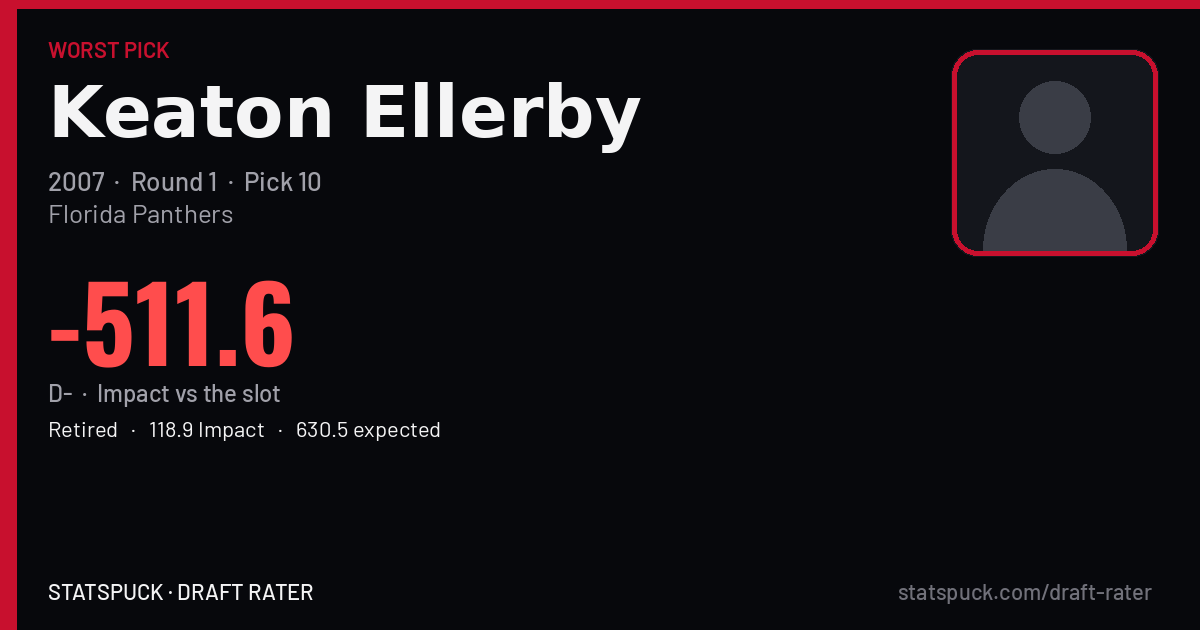 WORST PICK
Keaton Ellerby
2007 · Round 1 · Pick 10
Florida Panthers
-511.6
D- · Impact vs the slot
Retired · 118.9 Impact · 630.5 expected
STATSPUCK · DRAFT RATER
statspuck.com/draft-rater